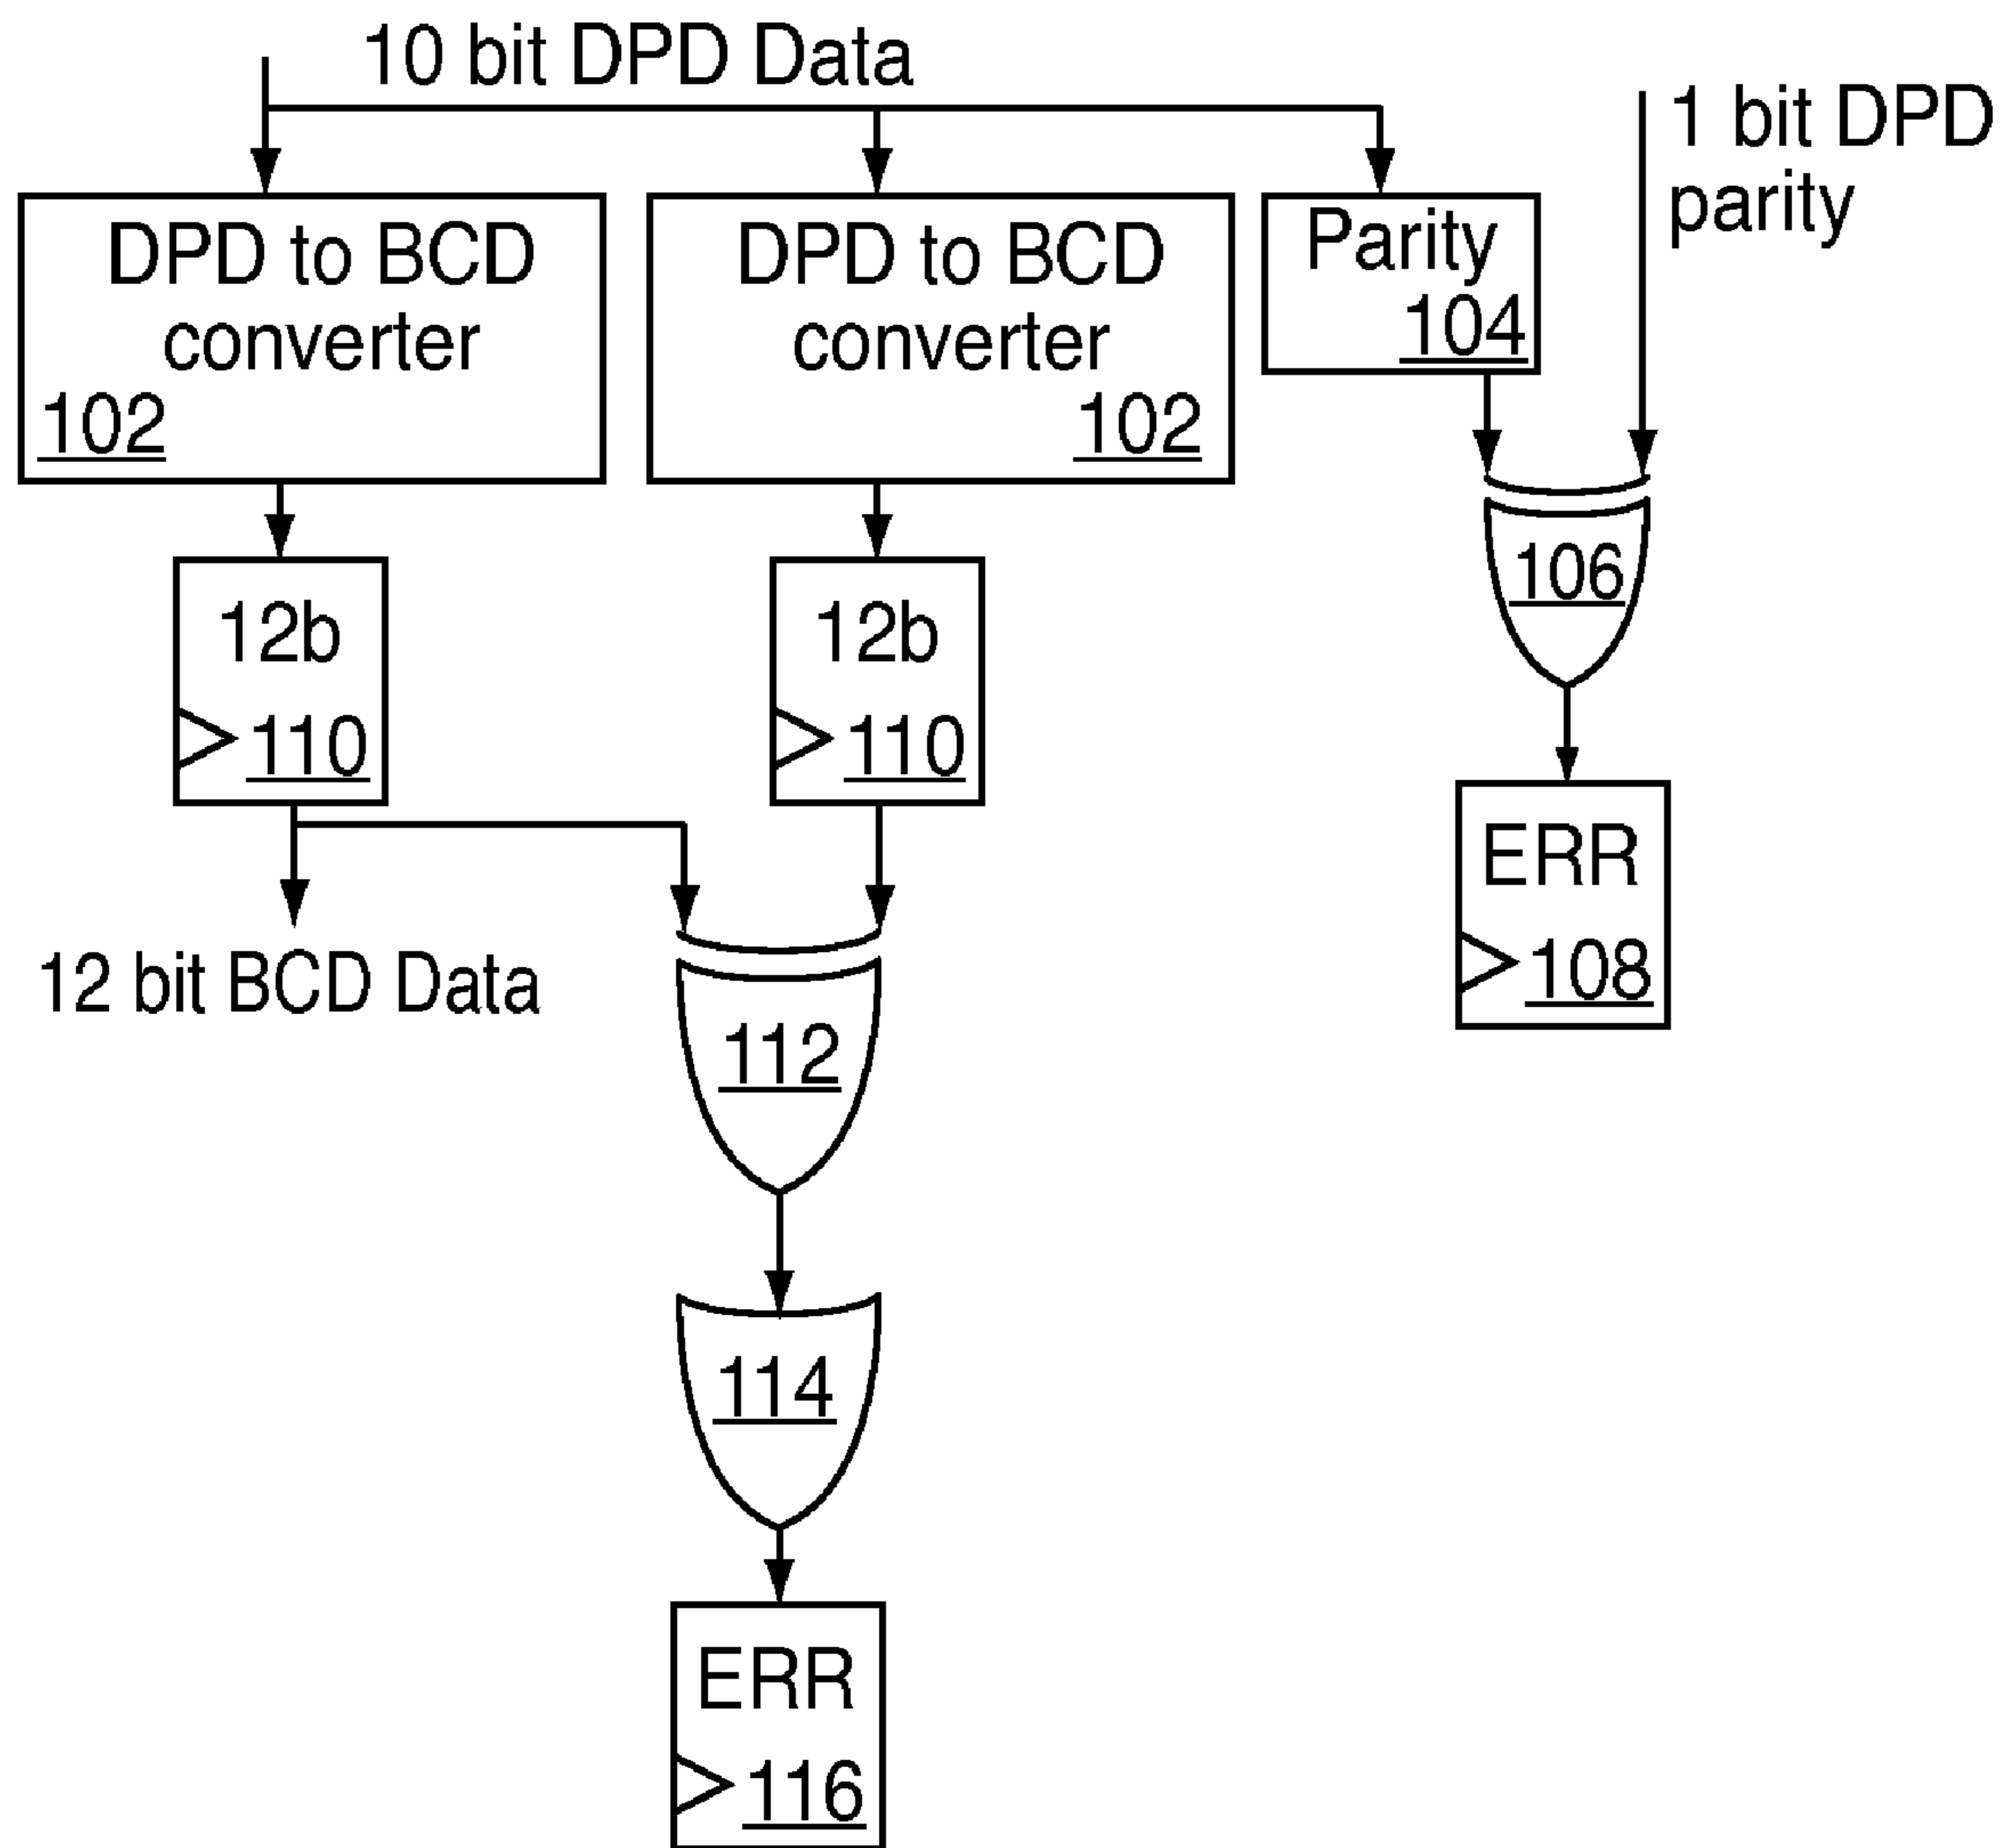 10 bit DPD Data
1 bit DPD
parity
DPD to BCD
converter
102
DPD to BCD
converter
102
Parity
104
106
12b
110
12b
110
ERR
108
12 bit BCD Data
112
114
ERR
116